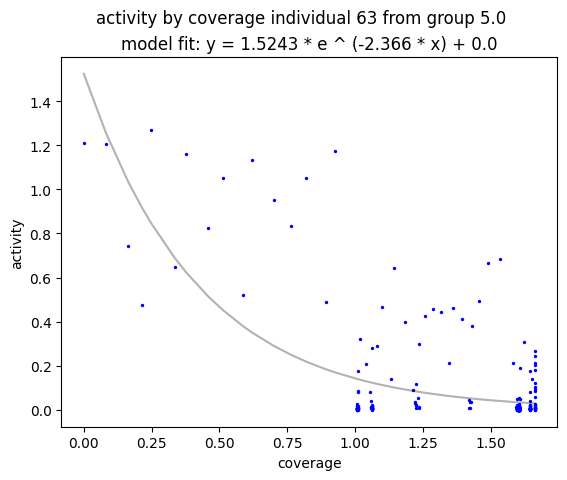 activity by coverage individual 63 from group 5.0
model fit: y = 1.5243 * e ^ (-2.366 * x) + 0.0
1.4
1.2
1.0
0.8
0.6
0.4
0.2
0.0
activity
0.00 0.25 0.50 0.75 1.00 1.25 1.50
coverage